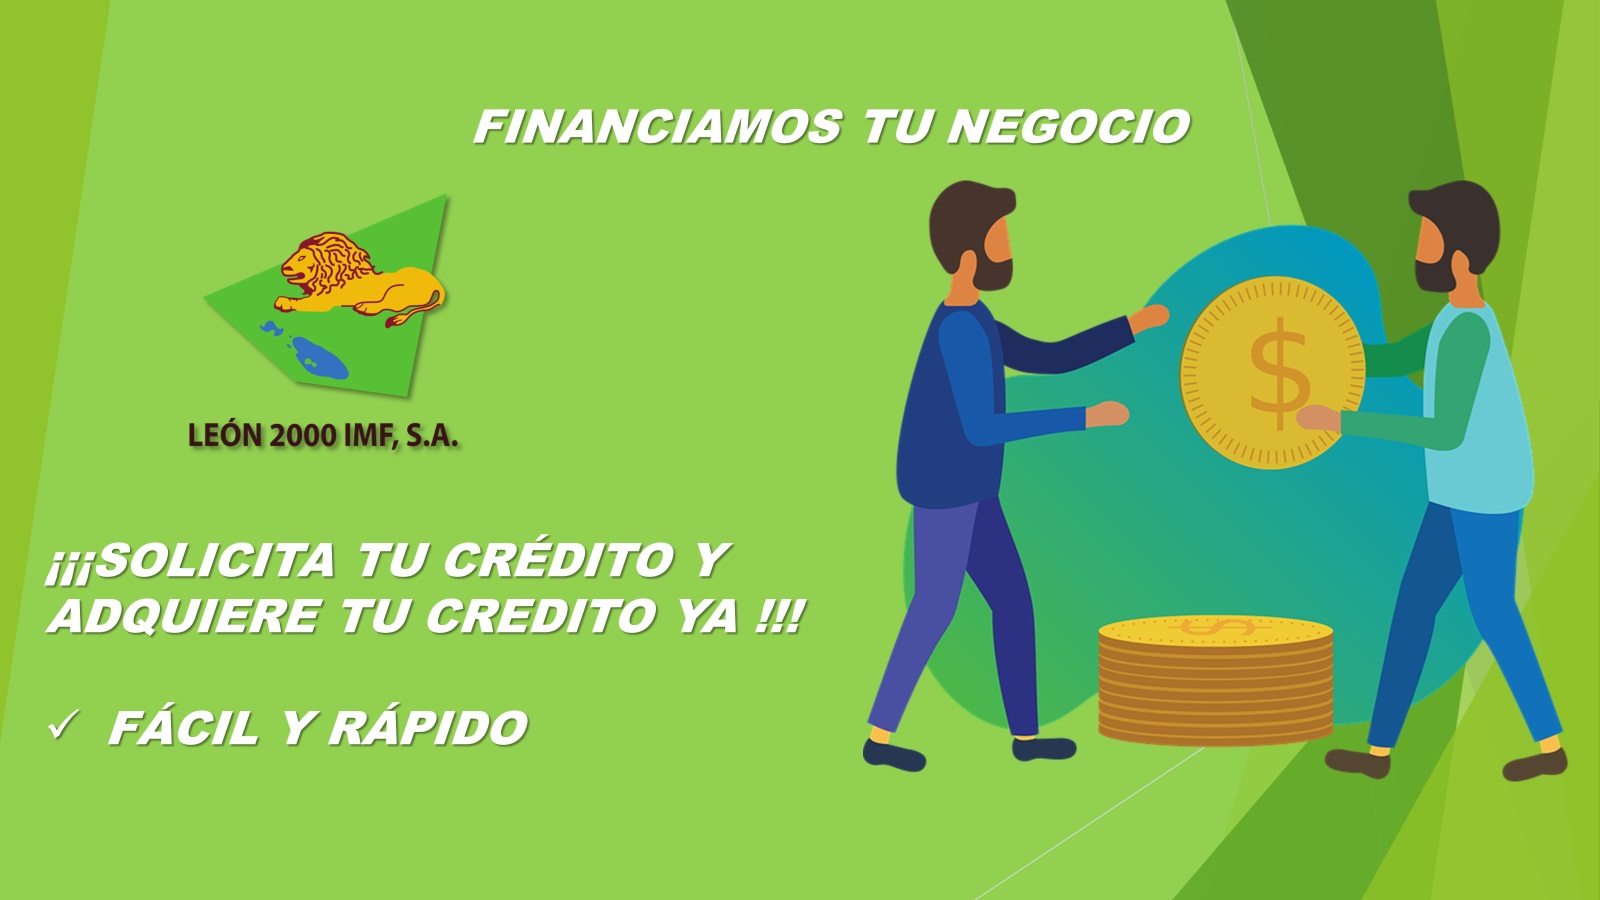 FINANCIAMOS TU NEGOCIO
LEÓN 2000 IMF, S.A.
¡¡¡SOLICITA TU CRÉDITO Y
ADQUIERE TU CREDITO YA !!!
✓ FÁCIL Y RÁPIDO
$